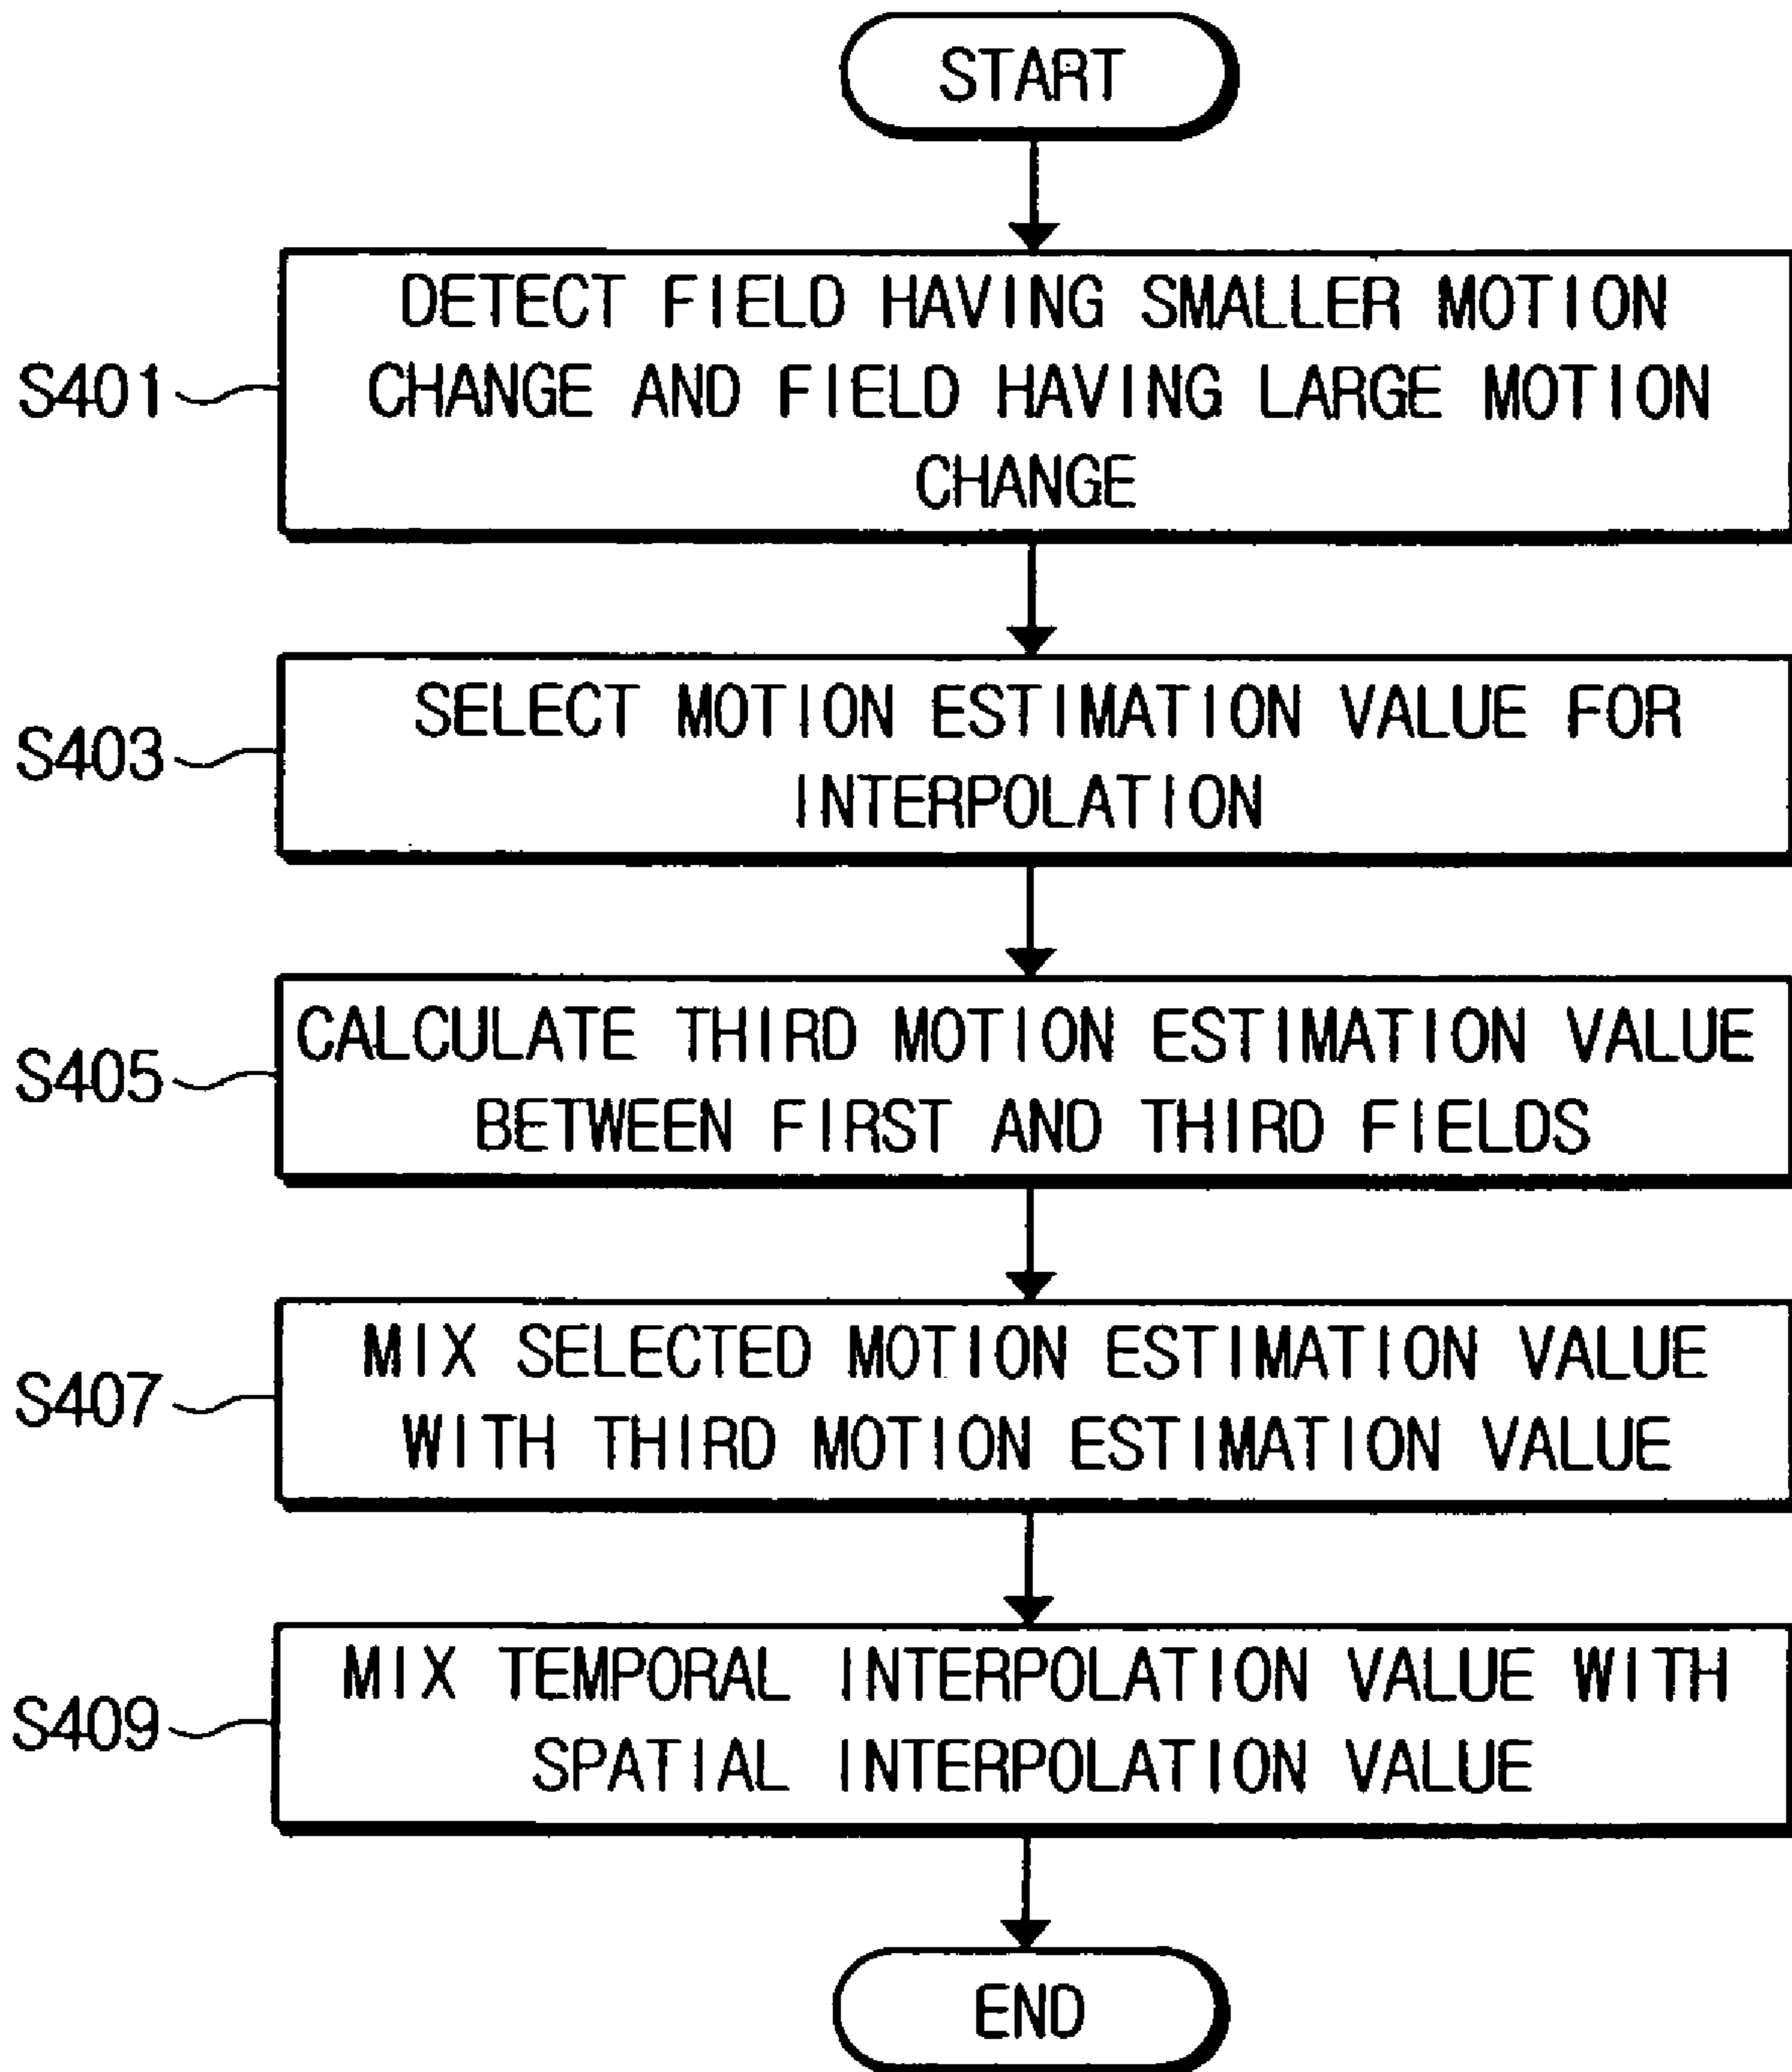 START
S401
DETECT FIELD HAVING SMALLER MOTION
CHANGE AND FIELD HAVING LARGE MOTION
CHANGE
S403
SELECT MOTION ESTIMATION VALUE FOR
INTERPOLATION
S405
CALCULATE THIRD MOTION ESTIMATION VALUE
BETWEEN FIRST AND THIRD FIELDS
S407
MIX SELECTED MOTION ESTIMATION VALUE
WITH THIRD MOTION ESTIMATION VALUE
S409
MIX TEMPORAL INTERPOLATION VALUE WITH
SPATIAL INTERPOLATION VALUE
END